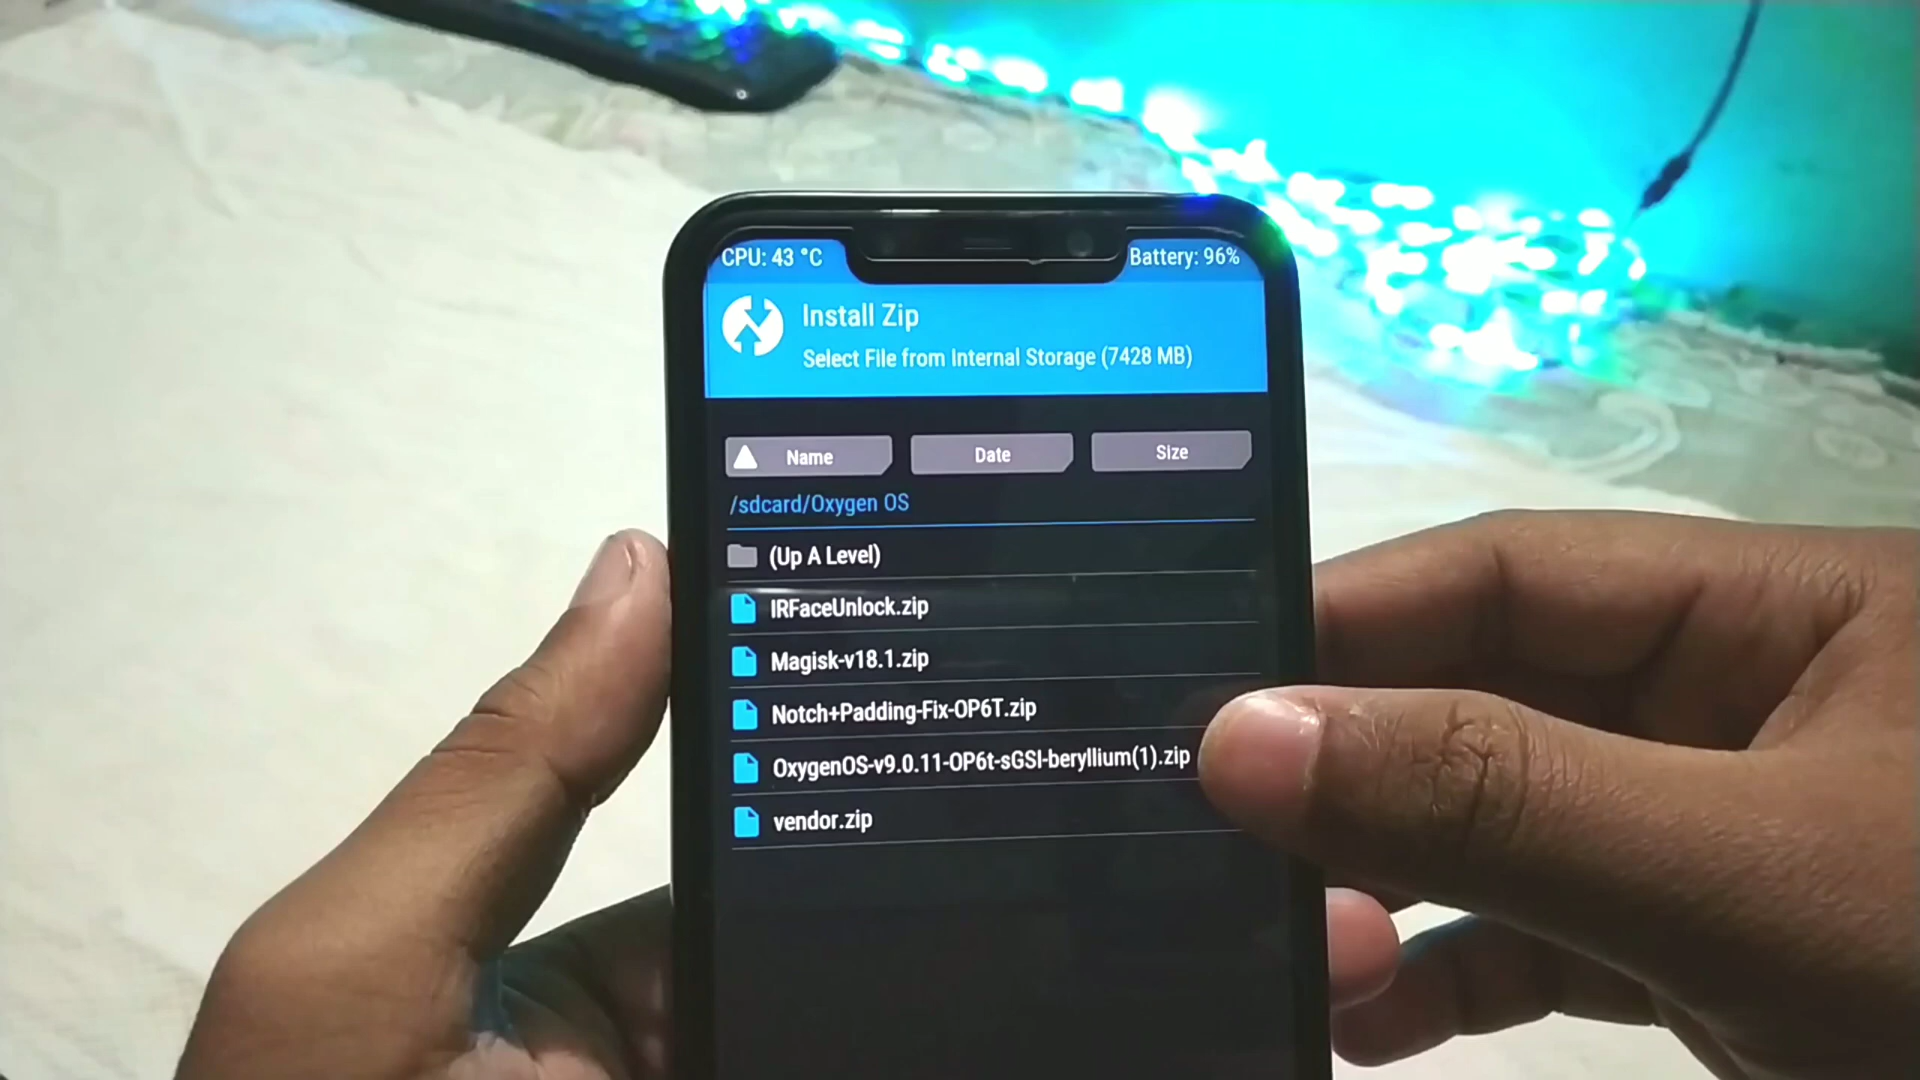 CPU: 43 °C
Battery: 96%
Install Zip
Select File from Internal Storage (7428 MB)
Name
Date
Size
/sdcard/Oxygen OS
(Up A Level)
IRFaceUnlock.zip
Magisk-v18.1.zip
Notch+Padding-Fix-OP6T.zip
OxygenOS-v9.0.11-OP6t-sGSI-beryllium(1).zip
vendor.zip